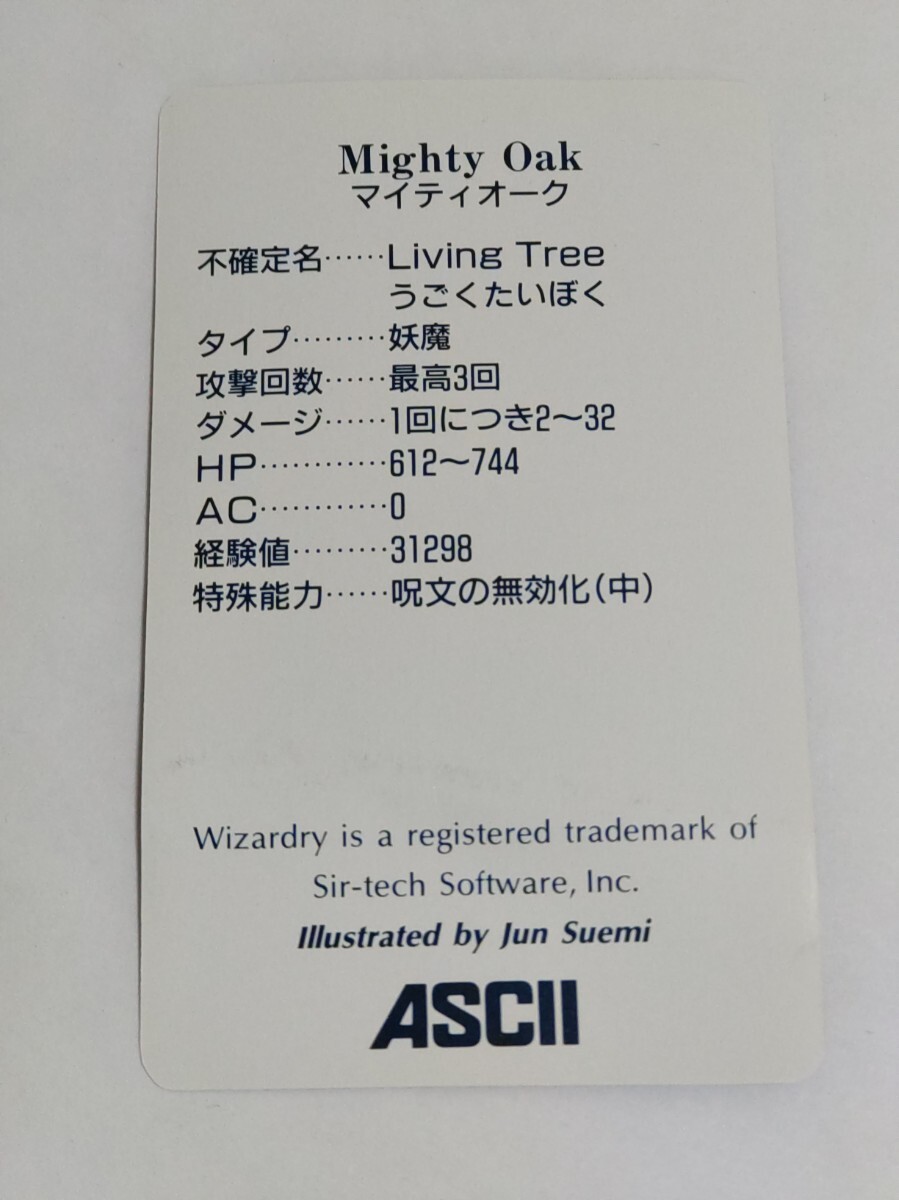 Mighty Oak
マイティオーク
不確定名……Living Tree
うごくたいぼく
タイプ………妖魔
攻撃回数……最高3回
ダメージ……1回につき2〜32
HP…………612〜744
AC…………0
経験値………31298
特殊能力……呪文の無効化(中)
Wizardry is a registered trademark of
Sir-tech Software, Inc.
Illustrated by Jun Suemi
ASCII